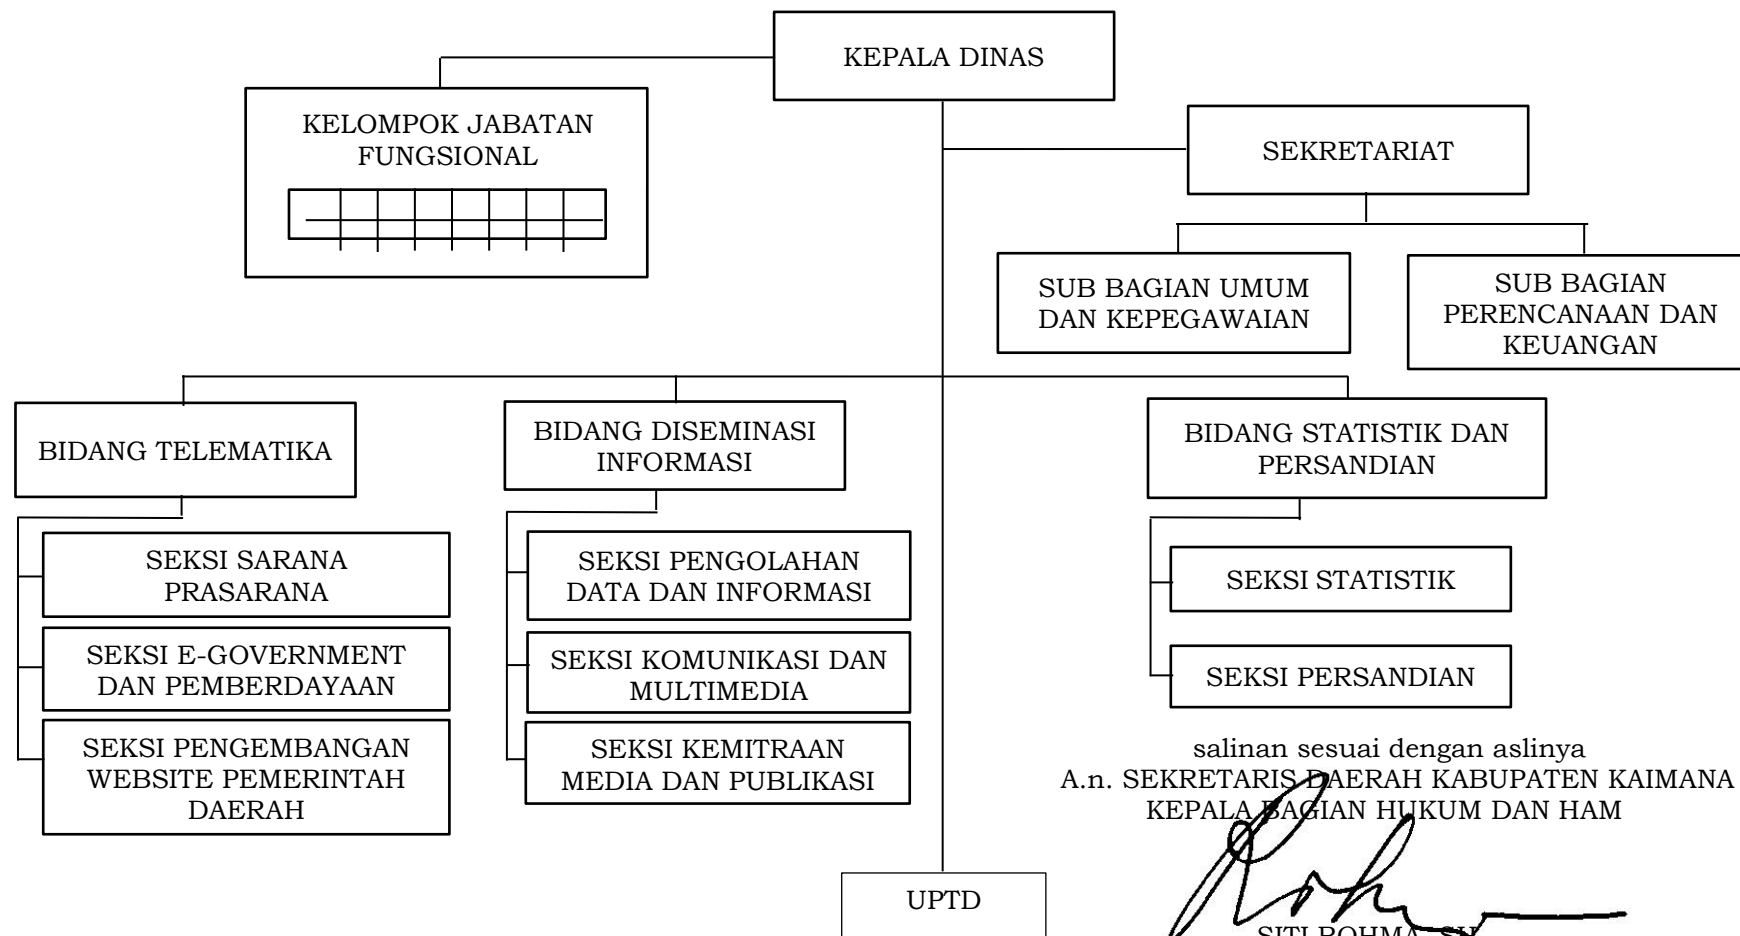 KEPALA DINAS
KELOMPOK JABATAN
FUNGSIONAL
SEKRETARIAT
SUB BAGIAN UMUM
DAN KEPEGAWAIAN
SUB BAGIAN
PERENCANAAN DAN
KEUANGAN
BIDANG TELEMATIKA
BIDANG DISEMINASI
INFORMASI
BIDANG STATISTIK DAN
PERSANDIAN
SEKSI SARANA
PRASARANA
SEKSI E-GOVERNMENT
DAN PEMBERDAYAAN
SEKSI PENGEMBANGAN
WEBSITE PEMERINTAH
DAERAH
SEKSI PENGOLAHAN
DATA DAN INFORMASI
SEKSI KOMUNIKASI DAN
MULTIMEDIA
SEKSI KEMITRAAN
MEDIA DAN PUBLIKASI
SEKSI STATISTIK
SEKSI PERSANDIAN
salinan sesuai dengan aslinya
A.n. SEKRETARIS DAERAH KABUPATEN KAIMANA
KEPALA BAGIAN HUKUM DAN HAM
UPTD
SITI ROHMA, SH